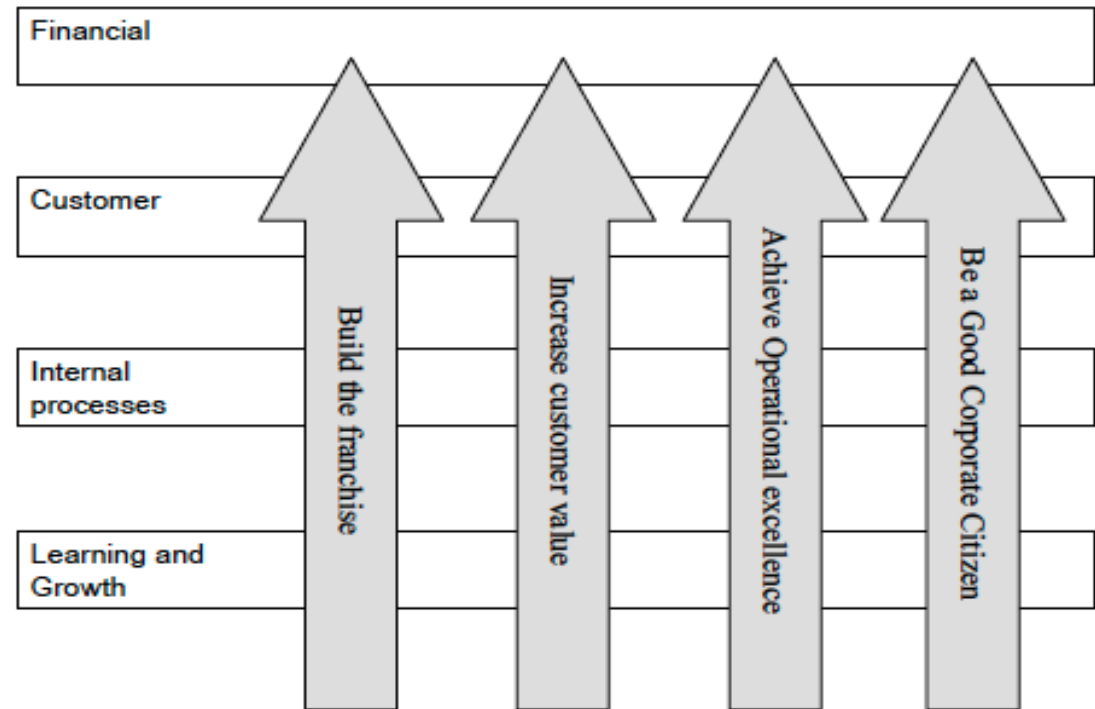 Financial
Customer
Internal
processes
Learning and
Growth
Build the franchise
Increase customer value
Achieve Operational excellence
Be a Good Corporate Citizen